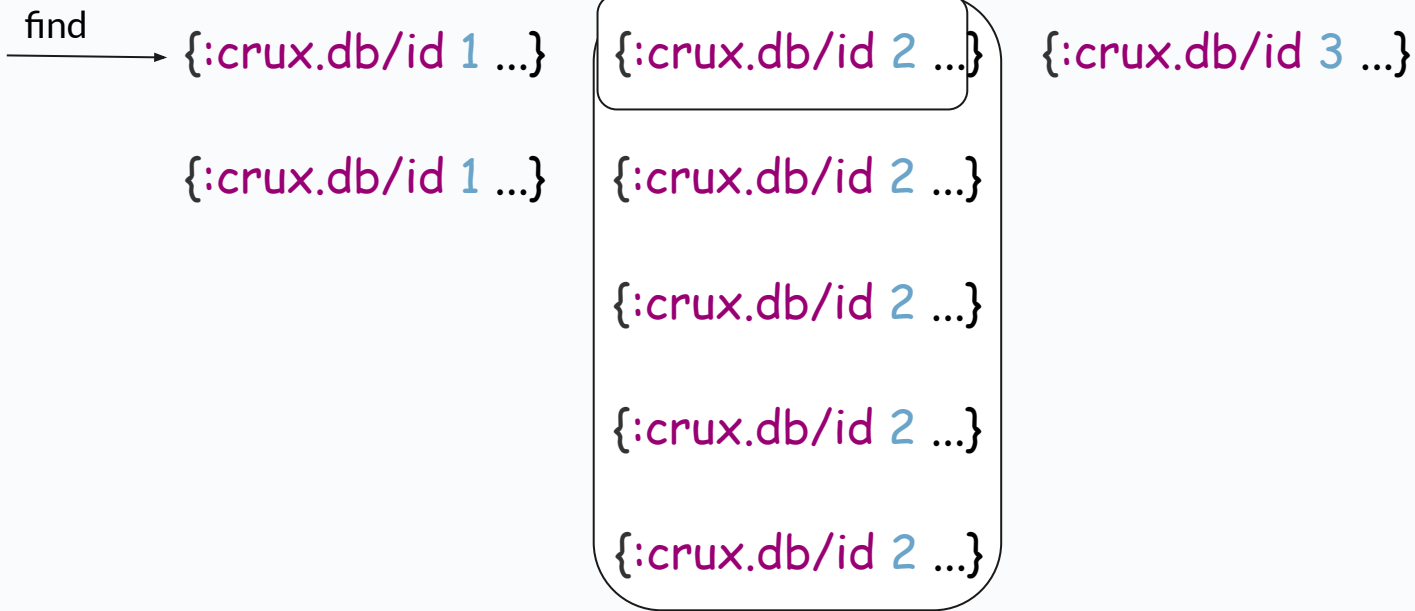 find
{:crux.db/id 1 ...} {:crux.db/id 2 ...} {:crux.db/id 3 ...}
{:crux.db/id 1 ...} {:crux.db/id 2 ...}
{:crux.db/id 2 ...}
{:crux.db/id 2 ...}
{:crux.db/id 2 ...}